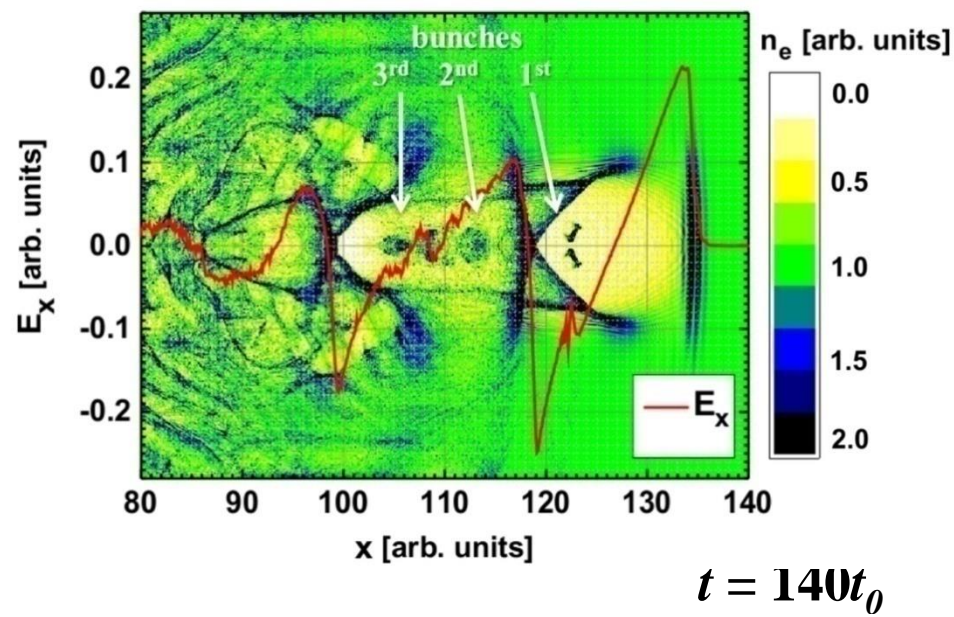 bunches
3rd 2nd 1st
ne [arb. units]
0.0
0.5
1.0
1.5
2.0
Ex [arb. units]
0.2
0.1
0.0
-0.1
-0.2
Ex
80 90 100 110 120 130 140
x [arb. units]
t = 140t0